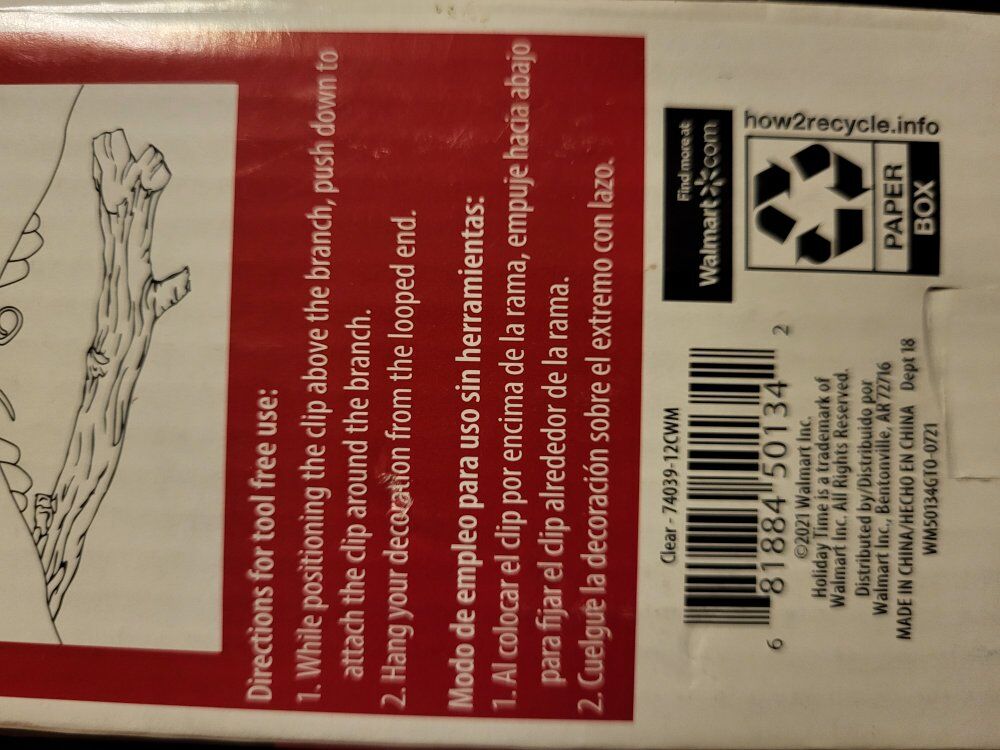 Directions for tool free use:
1. While positioning the clip above the branch, push down to
attach the clip around the branch.
2. Hang your decoration from the looped end.
Modo de empleo para uso sin herramientas:
1. Al colocar el clip por encima de la rama, empuje hacia abajo
para fijar el clip alrededor de la rama.
2. Cuelgue la decoración sobre el extremo con lazo.
Clear - 74039-12CWM
6 81884 50134 2
©2021 Walmart Inc.
Holiday Time is a trademark of
Walmart Inc. All Rights Reserved.
Distributed by/Distribuido por
Walmart Inc., Bentonville, AR 72716
MADE IN CHINA/HECHO EN CHINA Dept 18
WM50134GTO-0721
Find more at
Walmart.com
how2recycle.info
PAPER
BOX